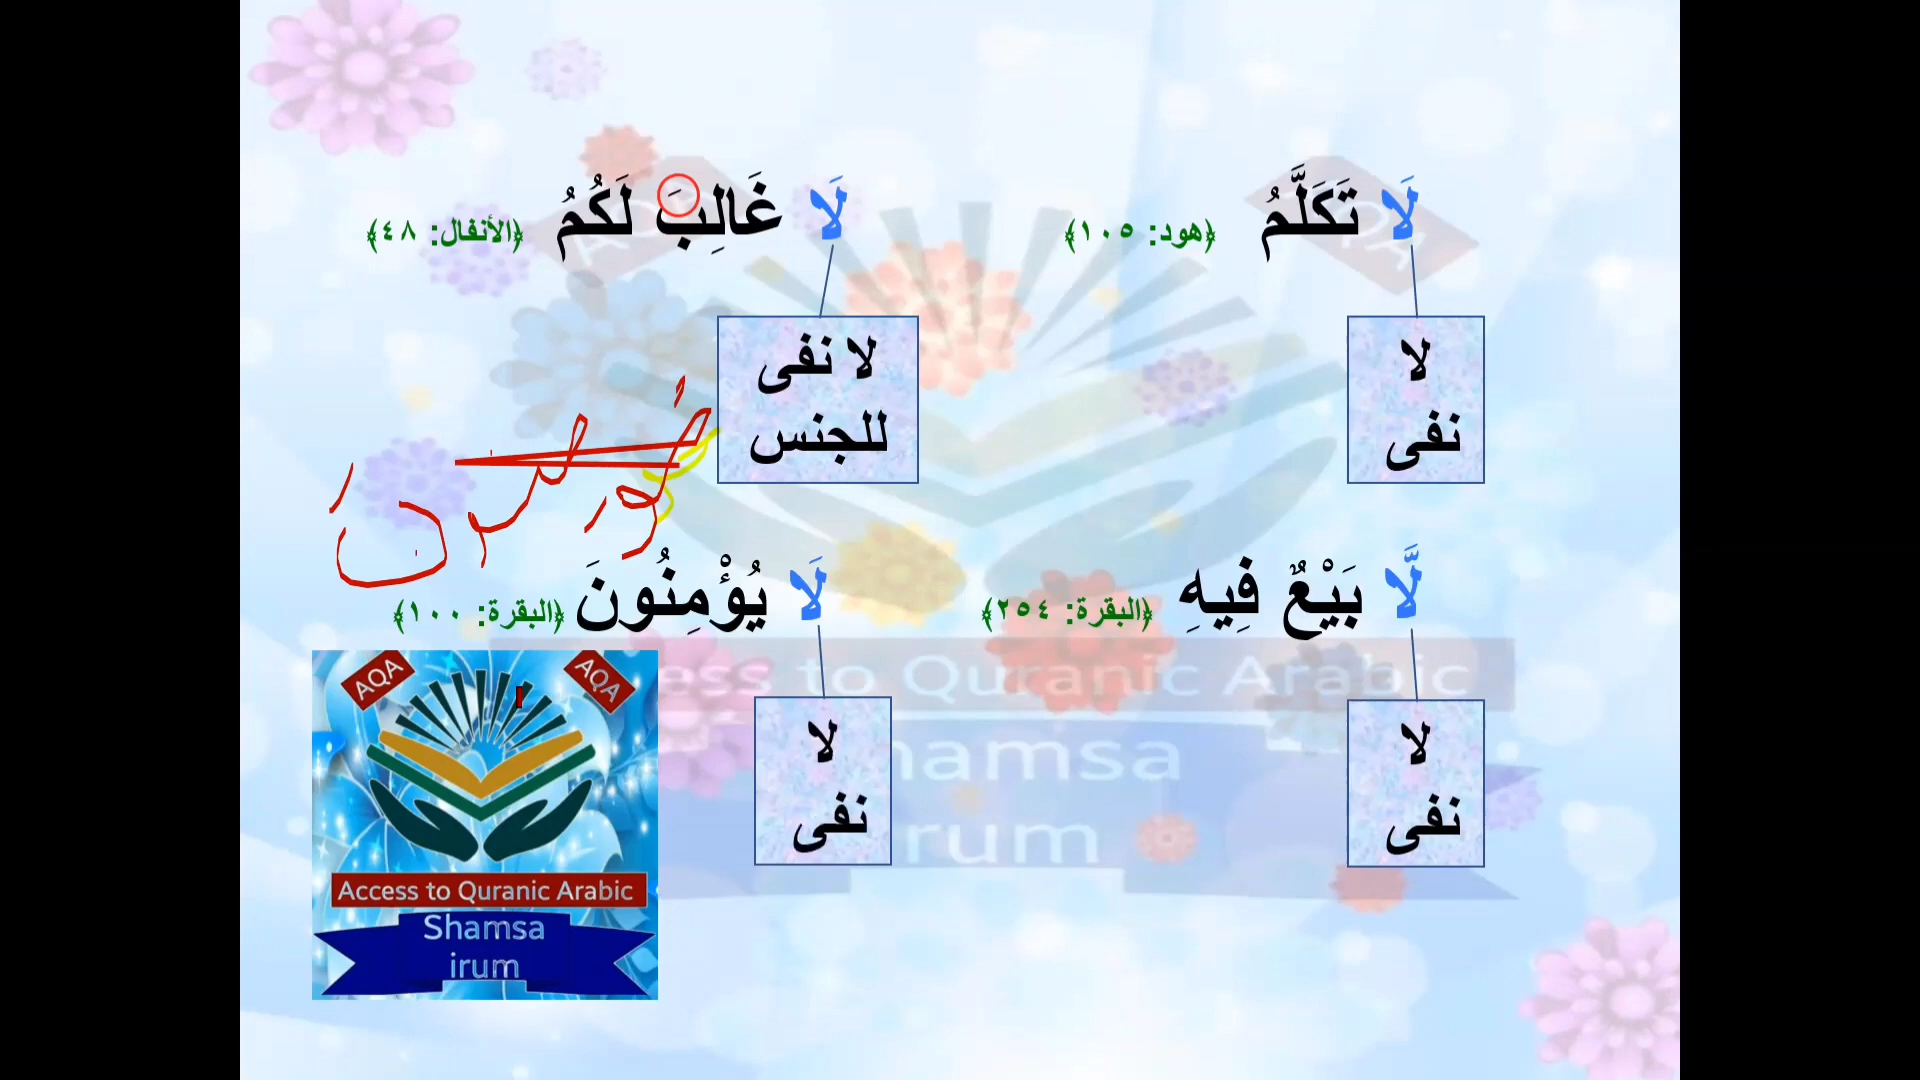 لَا تَكَلَّمُ ﴿هود: ١٠٥﴾
لَا غَالِبَ لَكُمُ ﴿الأنفال: ٤٨﴾
لا
نفى
لا نفى
للجنس
لَّا بَيْعٌ فِيهِ ﴿البقرة: ٢٥٤﴾
لَا يُؤْمِنُونَ ﴿البقرة: ١٠٠﴾
لا
نفى
لا
نفى
AQA
AQA
Access to Quranic Arabic
Shamsa
irum